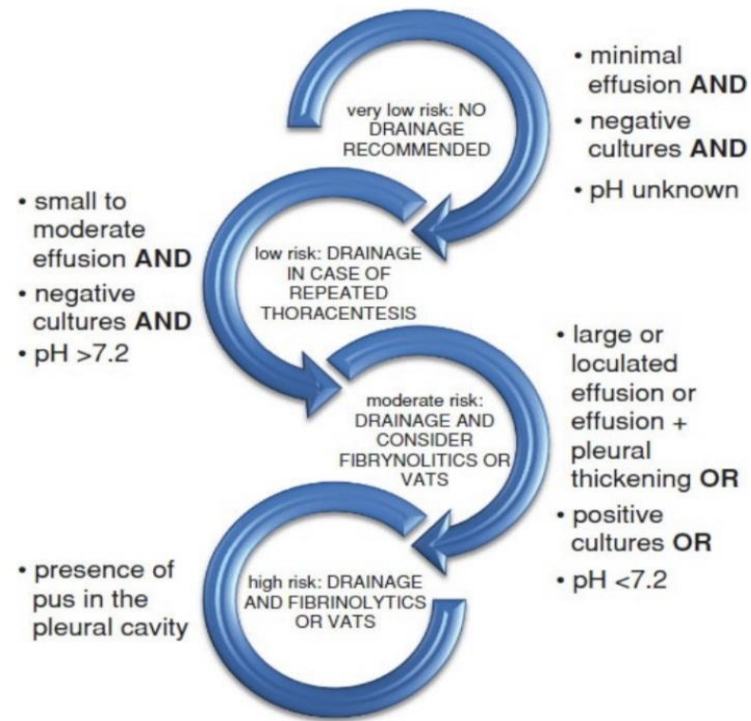 very low risk: NO
DRAINAGE
RECOMMENDED
• minimal
effusion AND
• negative
cultures AND
• pH unknown
• small to
moderate
effusion AND
• negative
cultures AND
• pH >7.2
low risk: DRAINAGE
IN CASE OF
REPEATED
THORACENTESIS
moderate risk:
DRAINAGE AND
CONSIDER
FIBRYNOLITICS OR
VATS
• large or
loculated
effusion or
effusion +
pleural
thickening OR
• positive
cultures OR
• pH <7.2
• presence of
pus in the
pleural cavity
high risk: DRAINAGE
AND FIBRINOLYTICS
OR VATS